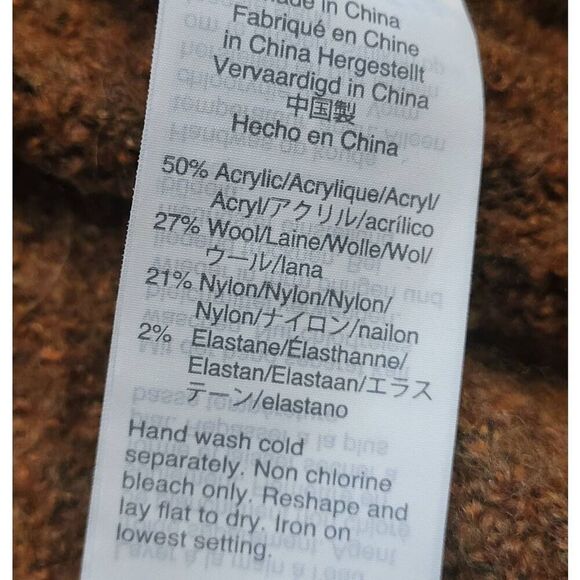 Made in China
Fabriqué en Chine
in China Hergestellt
Vervaardigd in China
中国製
Hecho en China
50% Acrylic/Acrylique/Acryl/
Acryl/アクリル/acrílico
27% Wool/Laine/Wolle/Wol/
ウール/lana
21% Nylon/Nylon/Nylon/
Nylon/ナイロン/nailon
2% Elastane/Élasthanne/
Elastan/Elastaan/エラス
テーン/elastano
Hand wash cold
separately. Non chlorine
bleach only. Reshape and
lay flat to dry. Iron on
lowest setting.